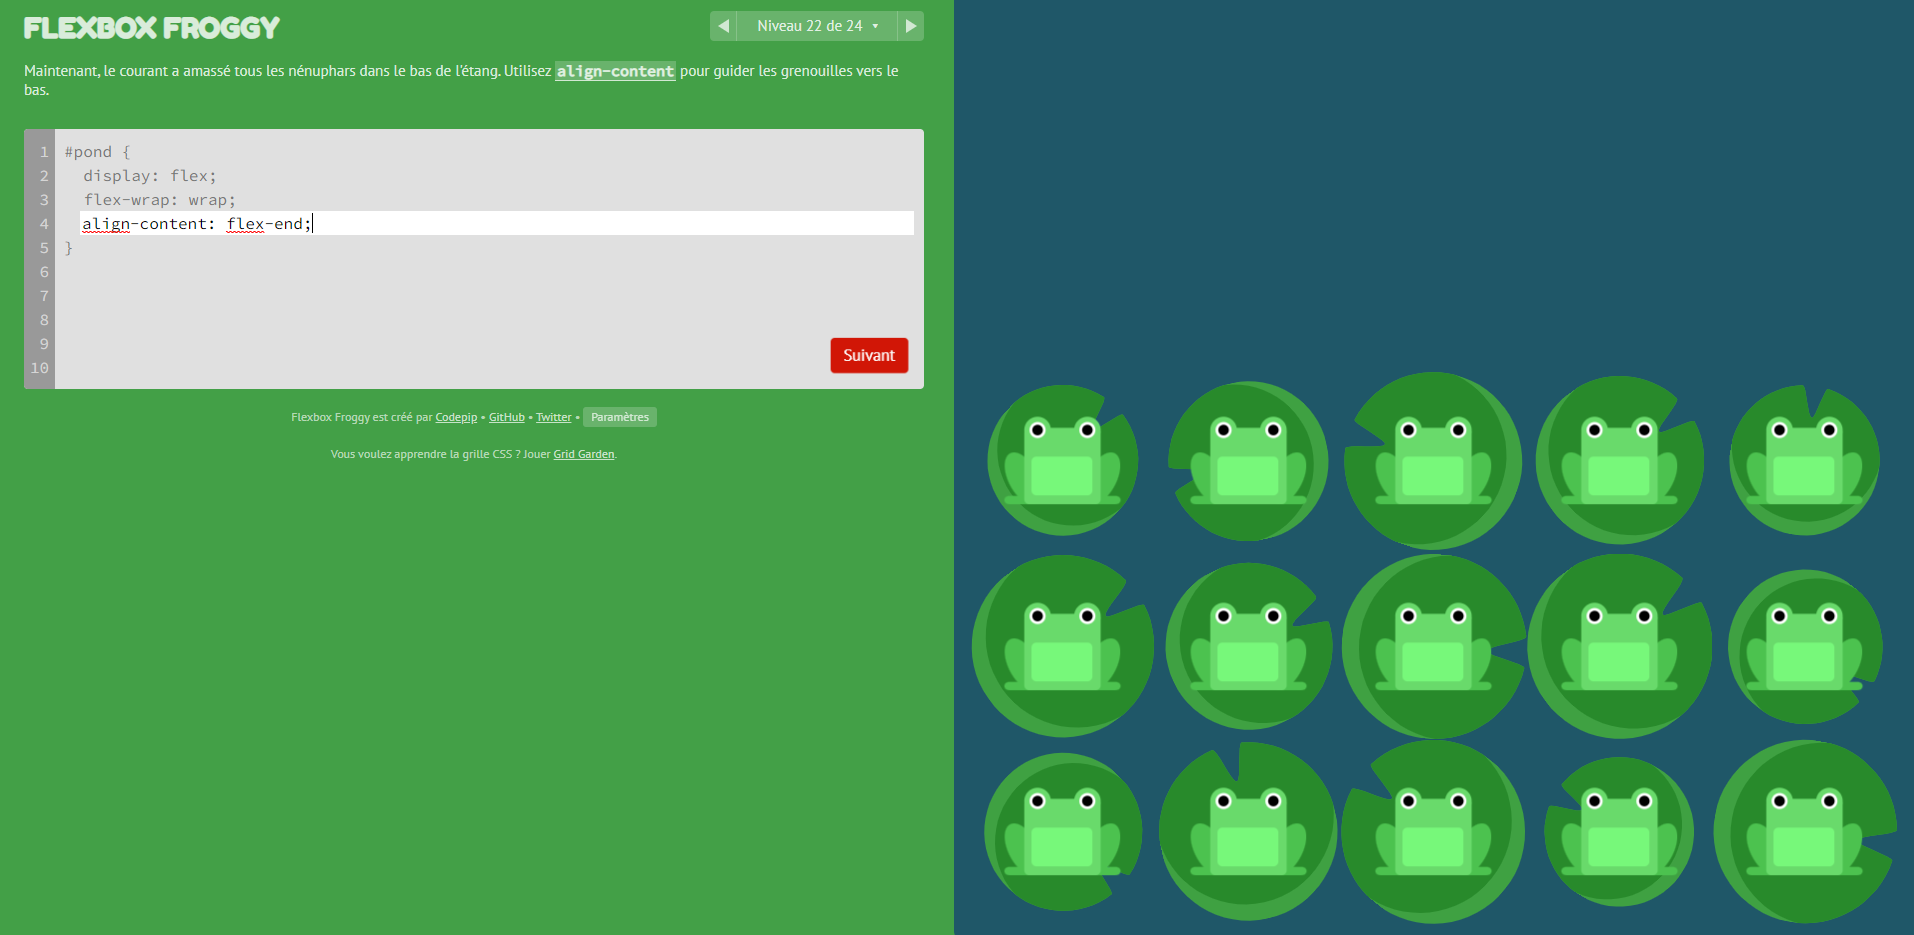 FLEXBOX FROGGY
Niveau 22 de 24
Maintenant, le courant a amassé tous les nénuphars dans le bas de l'étang. Utilisez align-content pour guider les grenouilles vers le
bas.
1 #pond {
2 display: flex;
3 flex-wrap: wrap;
4 align-content: flex-end;
5 }
6
7
8
9
10
Suivant
Flexbox Froggy est créé par Codepip • GitHub • Twitter • Paramètres
Vous voulez apprendre la grille CSS ? Jouer Grid Garden.